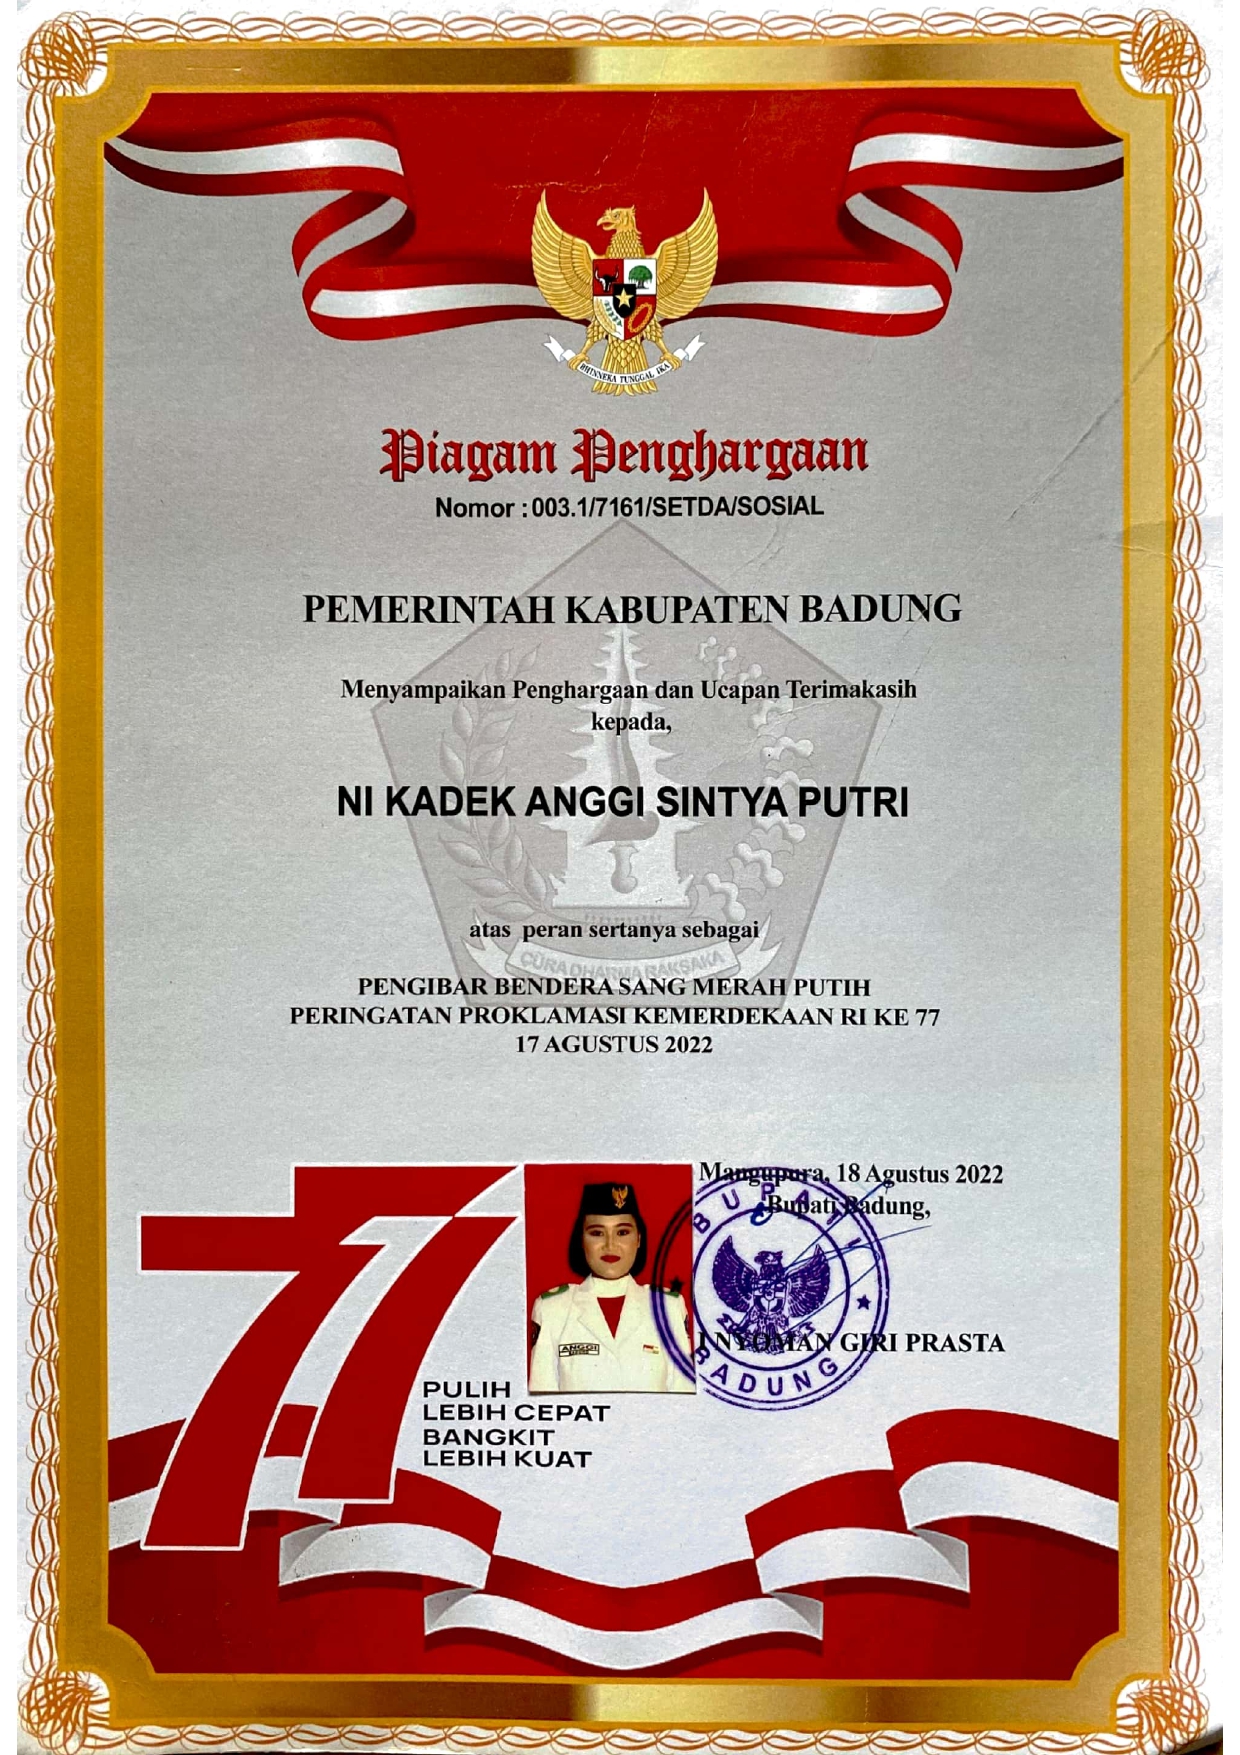 BHINNEKA TUNGGAL IKA
Piagam Penghargaan
Nomor : 003.1/7161/SETDA/SOSIAL
PEMERINTAH KABUPATEN BADUNG
Menyampaikan Penghargaan dan Ucapan Terimakasih
kepada,
NI KADEK ANGGI SINTYA PUTRI
atas peran sertanya sebagai
CURA DHARMA RAKSAKA
PENGIBAR BENDERA SANG MERAH PUTIH
PERINGATAN PROKLAMASI KEMERDEKAAN RI KE 77
17 AGUSTUS 2022
Mangupura, 18 Agustus 2022
Bupati Badung,
BUPATI
BADUNG
I NYOMAN GIRI PRASTA
77
ANGGI
PULIH
LEBIH CEPAT
BANGKIT
LEBIH KUAT